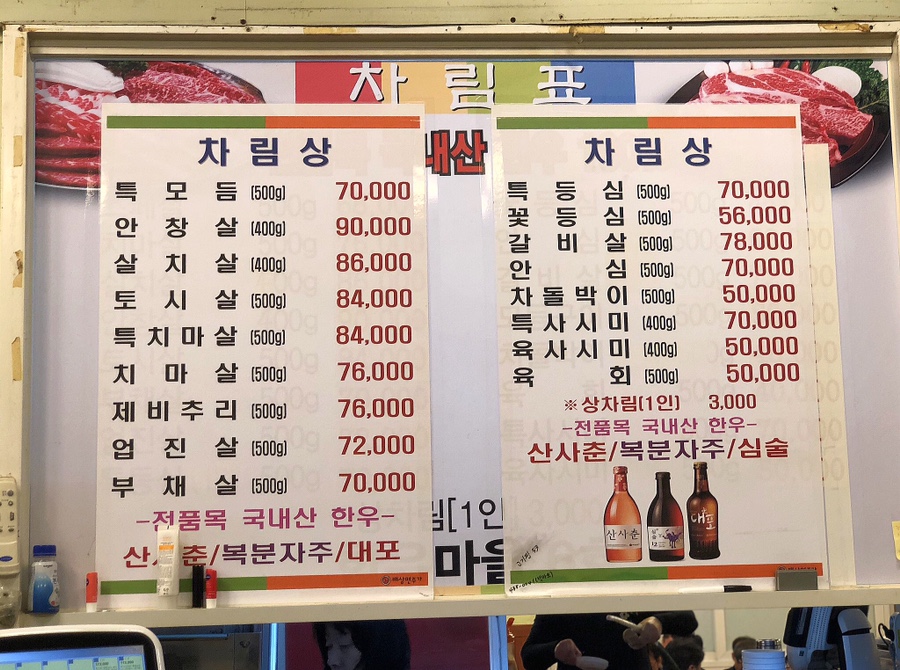 차림표
내산
차림상
특모듬 (500g) 70,000
안창살 (400g) 90,000
살치살 (400g) 86,000
토시살 (500g) 84,000
특치마살 (500g) 84,000
치마살 (500g) 76,000
제비추리 (500g) 76,000
업진살 (500g) 72,000
부채살 (500g) 70,000
-전품목 국내산 한우-
산사춘/복분자주/대포
차림상
특등심 (500g) 70,000
꽃등심 (500g) 56,000
갈비살 (500g) 78,000
안심 (500g) 70,000
차돌박이 (500g) 50,000
특사시미 (400g) 70,000
육사시미 (400g) 50,000
육회 (500g) 50,000
※ 상차림(1인) 3,000
-전품목 국내산 한우-
산사춘/복분자주/심술
산사춘
대포
림[1인
마을